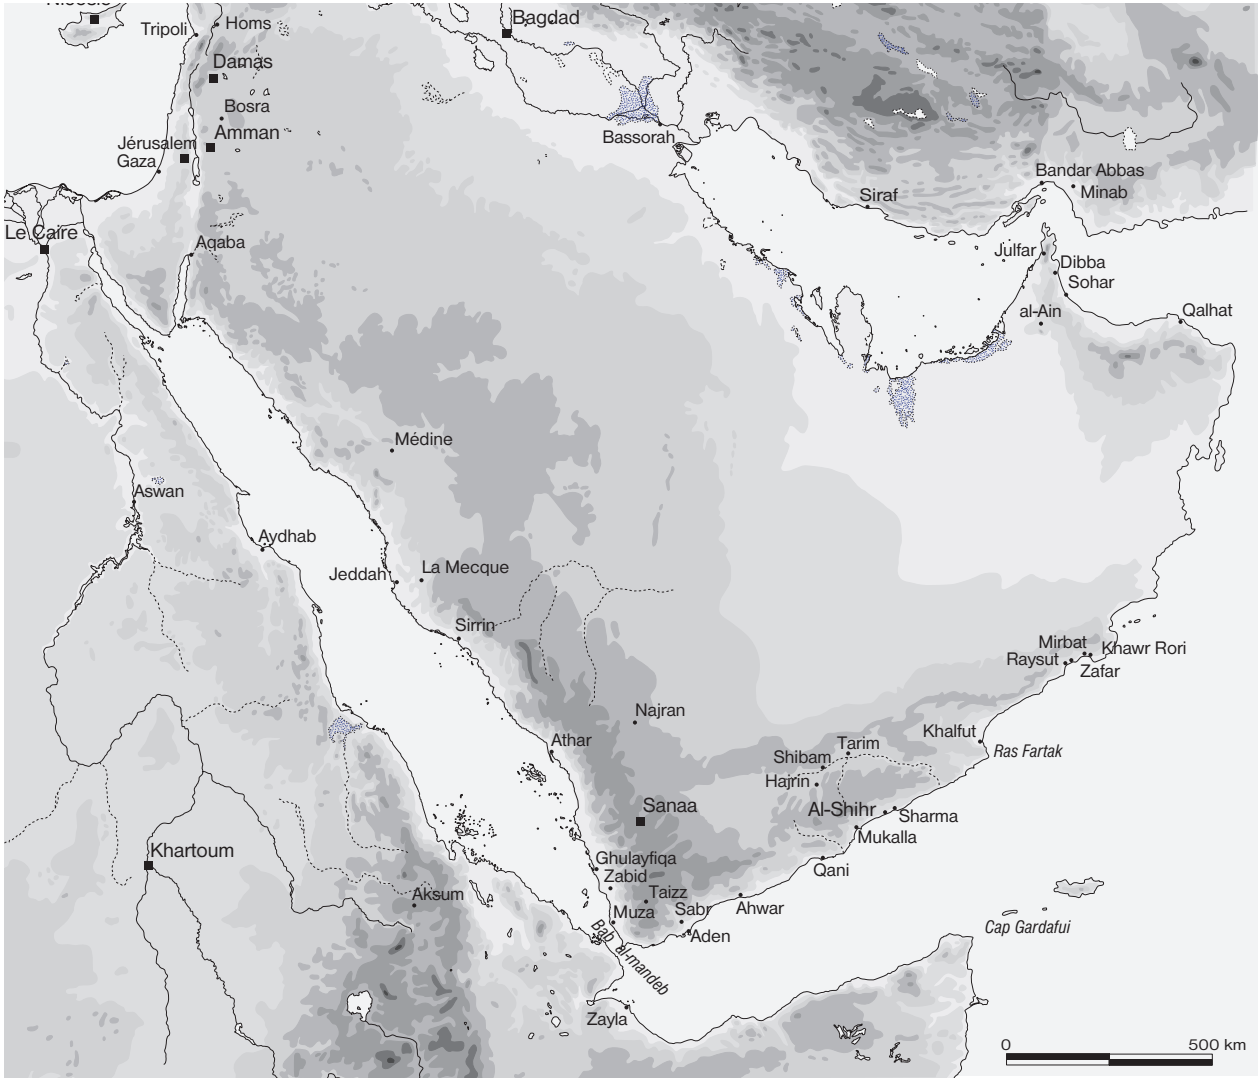 Nicosie
Homs
Tripoli
Bagdad
Damas
Bosra
Amman
Jérusalem
Gaza
Bassorah
Le Caire
Aqaba
Siraf
Bandar Abbas
Minab
Julfar
Dibba
Sohar
al-Ain
Qalhat
Médine
Aswan
Aydhab
Jeddah
La Mecque
Sirrin
Mirbat
Khawr Rori
Raysut
Zafar
Najran
Khalfut
Ras Fartak
Athar
Tarim
Shibam
Hajrin
Sanaa
Al-Shihr
Sharma
Mukalla
Khartoum
Ghulayfiqa
Zabid
Qani
Aksum
Taizz
Muza
Sabr
Ahwar
Aden
Bab al-mandeb
Cap Gardafui
Zayla
0 500 km